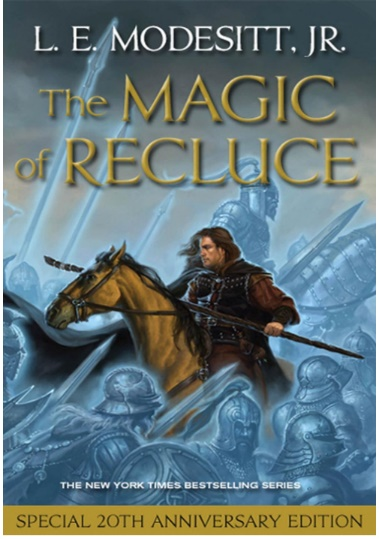 L. E. MODESITT, JR.
The MAGIC
of RECLUCE
THE NEW YORK TIMES BESTSELLING SERIES
SPECIAL 20TH ANNIVERSARY EDITION